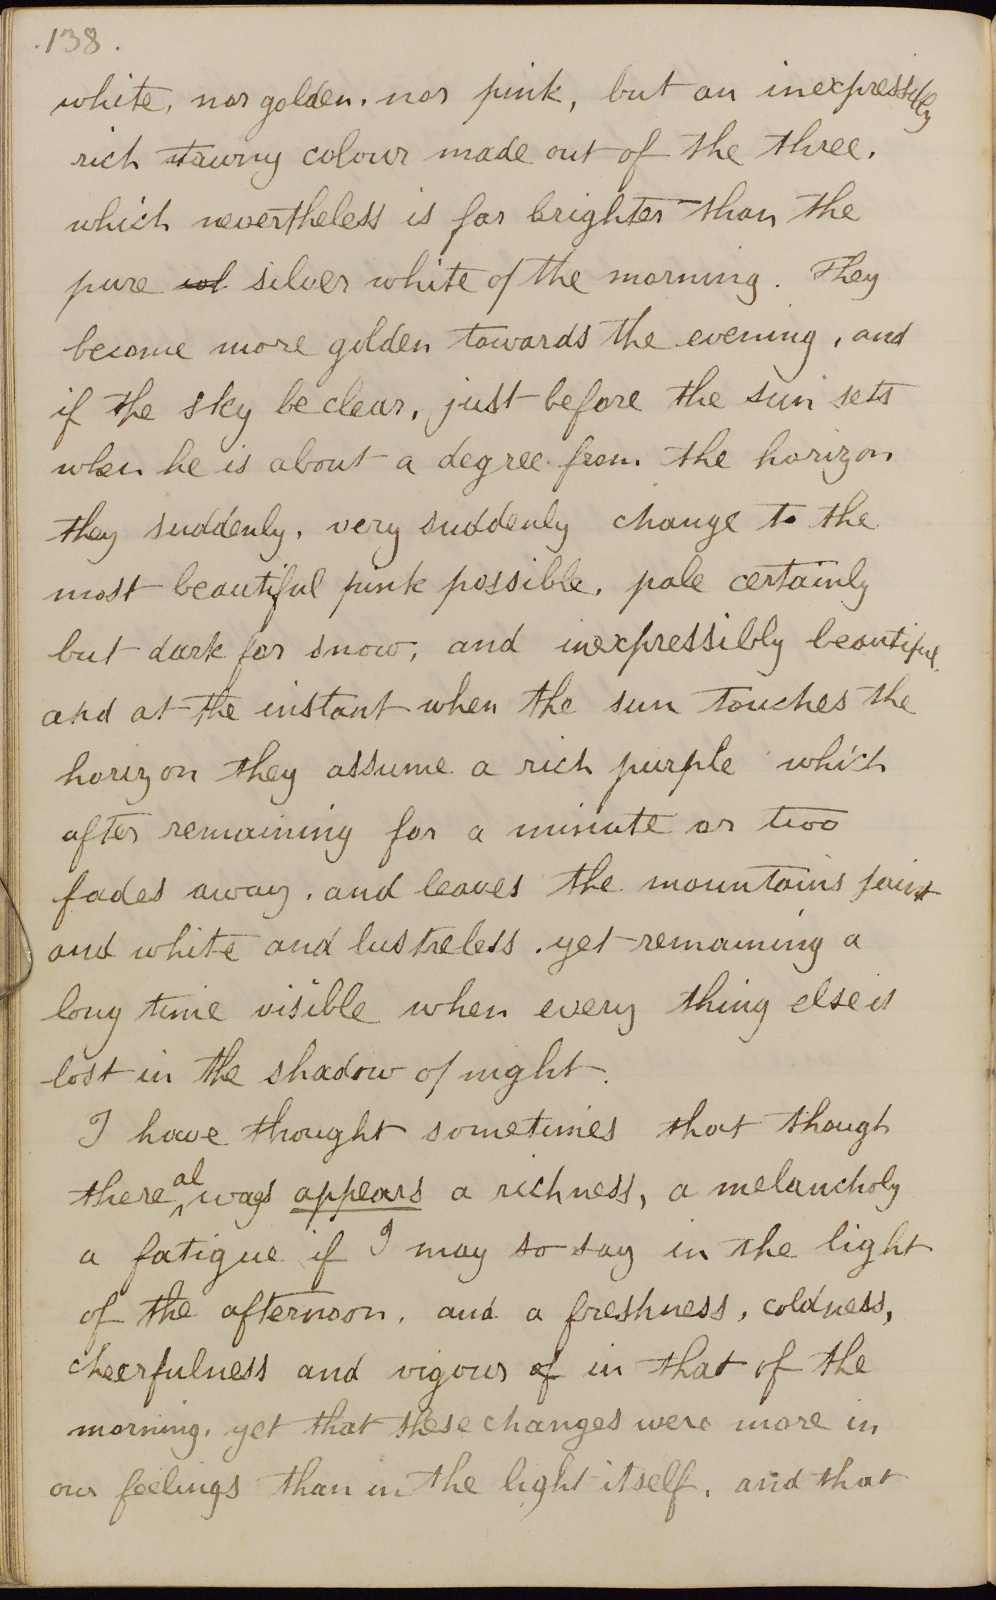 .138.
white, nor golden, nor pink, but an inexpressibly
rich tawny colour made out of the three,
which nevertheless is far brighter than the
pure wh silver white of the morning. They
become more golden towards the evening, and
if the sky be clear, just before the sun sets
when he is about a degree from the horizon
they suddenly, very suddenly change to the
most beautiful pink possible, pale certainly
but dark for snow, and inexpressibly beautiful.
and at the instant when the sun touches the
horizon they assume a rich purple which
after remaining for a minute or two
fades away, and leaves the mountains faint
and white and lustreless, yet remaining a
long time visible when every thing else is
lost in the shadow of night.
I have thought sometimes that though
there always appears a richness, a melancholy
a fatigue if I may so say in the light
of the afternoon, and a freshness, coldness,
cheerfulness and vigour of in that of the
morning, yet that these changes were more in
our feelings than in the light itself, and that